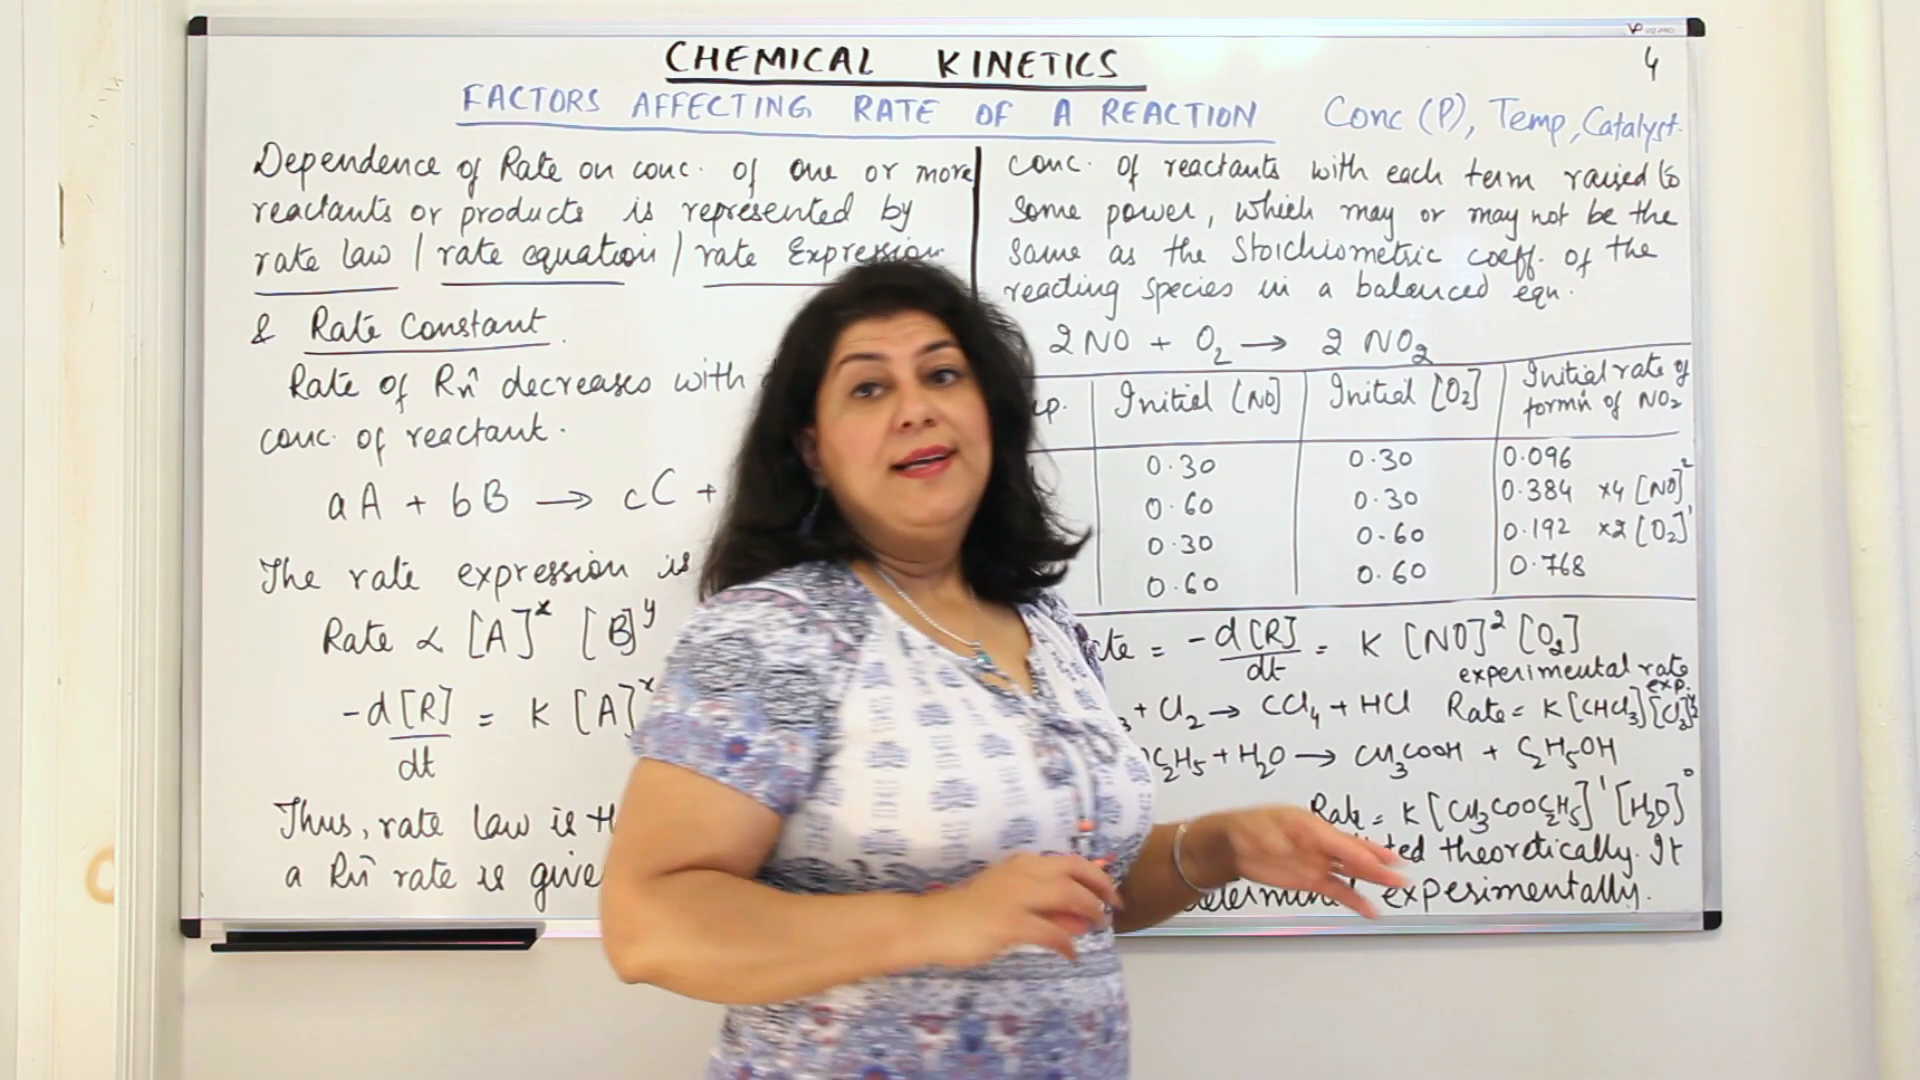 VIZ-PRO
CHEMICAL KINETICS
4
FACTORS AFFECTING RATE OF A REACTION Conc (P), Temp, Catalyst.
Dependence of Rate on conc. of one or more
reactants or products is represented by
rate law / rate equation / rate Expression
& Rate Constant.
Rate of Rxn̂ decreases with
conc. of reactant.
aA + bB → cC +
The rate expression is
Rate ∝ [A]ˣ [B]ʸ
-d[R]/dt = K [A]ˣ
Thus, rate law is
a Rxn̂ rate is
conc. of reactants with each term raised to
some power, which may or may not be the
same as the stoichiometric coeff. of the
reacting species in a balanced eqn.
2NO + O₂ → 2NO₂
Initial [NO] Initial [O₂] Initial rate of formn̂ of NO₂
0.30 0.30 0.096
0.60 0.30 0.384 x4 [NO]²
0.30 0.60 0.192 x2 [O₂]¹
0.60 0.60 0.768
= -d[R]/dt = K [NO]² [O₂]
experimental rate exp.
+ Cl₂ → CCl₄ + HCl Rate = K[CHCl₃]
C₂H₅ + H₂O → CH₃COOH + C₂H₅OH
Rate = K[CH₃COOC₂H₅]¹ [H₂O]⁰
theoretically. It
experimentally.